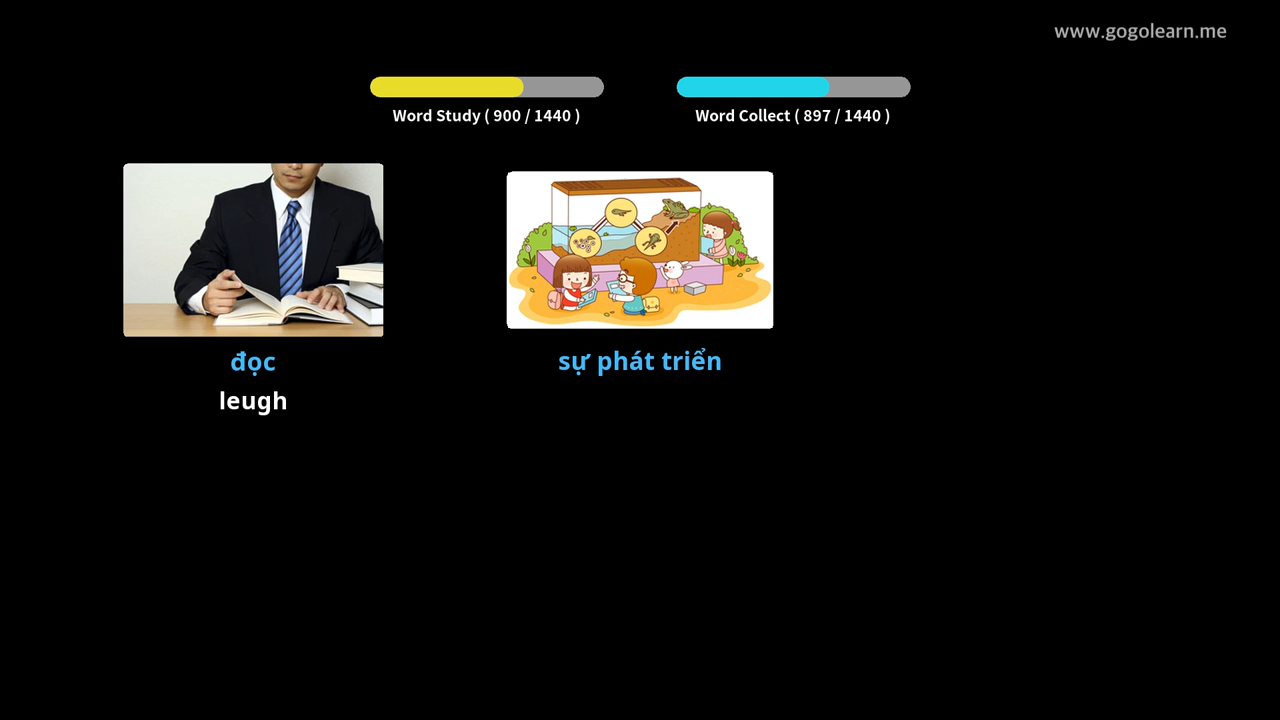 www.gogolearn.me
Word Study ( 900 / 1440 )
Word Collect ( 897 / 1440 )
đọc
leugh
sự phát triển